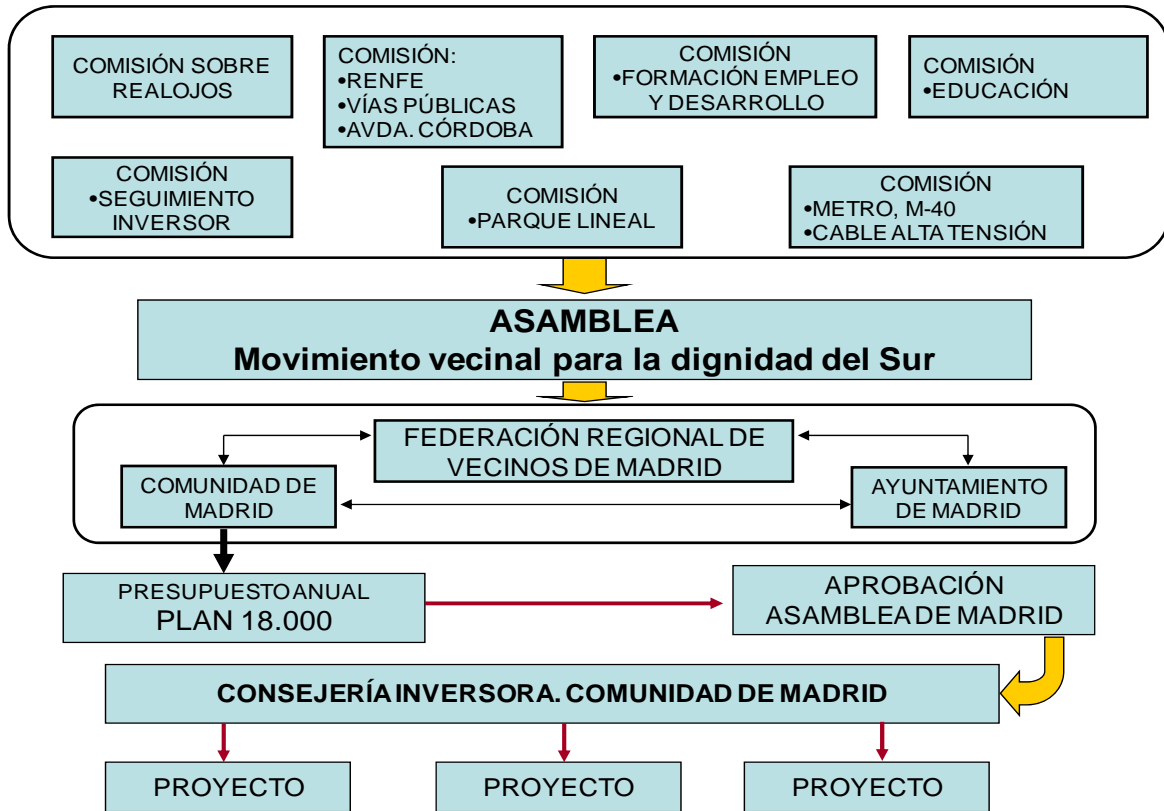 COMISIÓN SOBRE
REALOJOS
COMISIÓN:
•RENFE
•VÍAS PÚBLICAS
•AVDA. CÓRDOBA
COMISIÓN
•FORMACIÓN EMPLEO
Y DESARROLLO
COMISIÓN
•EDUCACIÓN
COMISIÓN
•SEGUIMIENTO
INVERSOR
COMISIÓN
•PARQUE LINEAL
COMISIÓN
•METRO, M-40
•CABLE ALTA TENSIÓN
ASAMBLEA
Movimiento vecinal para la dignidad del Sur
FEDERACIÓN REGIONAL DE
VECINOS DE MADRID
COMUNIDAD DE
MADRID
AYUNTAMIENTO
DE MADRID
PRESUPUESTO ANUAL
PLAN 18.000
APROBACIÓN
ASAMBLEA DE MADRID
CONSEJERÍA INVERSORA. COMUNIDAD DE MADRID
PROYECTO
PROYECTO
PROYECTO